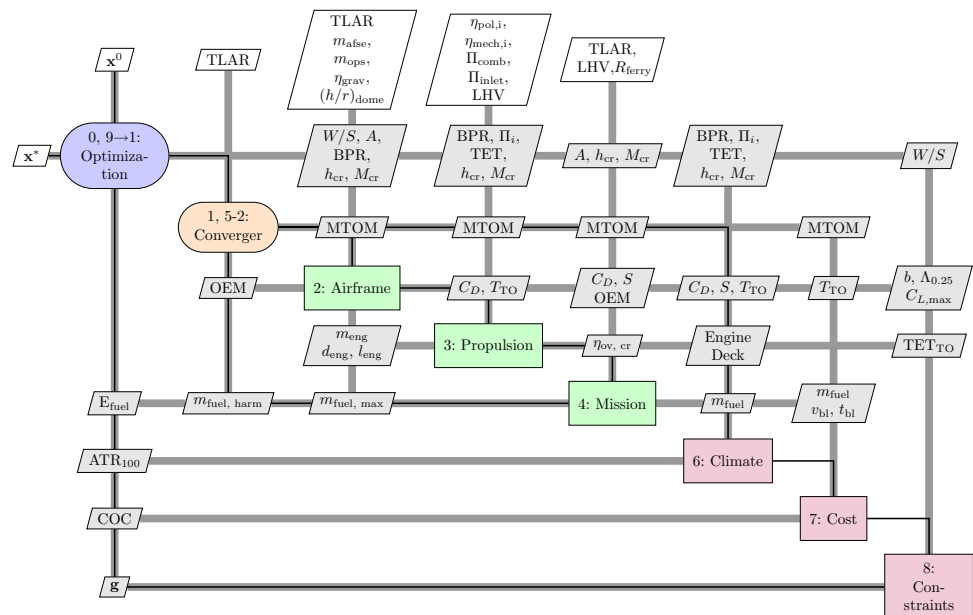 TLAR
m_afse,
m_ops,
η_grav,
(h/r)_dome
η_pol,i,
η_mech,i,
Π_comb,
Π_inlet,
LHV
x^0
TLAR
TLAR,
LHV,R_ferry
x*
0, 9→1:
Optimiza-
tion
W/S, A,
BPR,
h_cr, M_cr
BPR, Π_i,
TET,
h_cr, M_cr
A, h_cr, M_cr
BPR, Π_i
TET,
h_cr, M_cr
W/S
1, 5-2:
Converger
MTOM
MTOM
MTOM
MTOM
OEM
2: Airframe
C_D, T_TO
C_D, S
OEM
C_D, S, T_TO
T_TO
b, Λ_0.25
C_L,max
m_eng
d_eng, l_eng
3: Propulsion
η_ov, cr
Engine
Deck
TET_TO
E_fuel
m_fuel, harm
m_fuel, max
4: Mission
m_fuel
m_fuel
v_bl, t_bl
ATR_100
6: Climate
COC
7: Cost
g
8:
Con-
straints